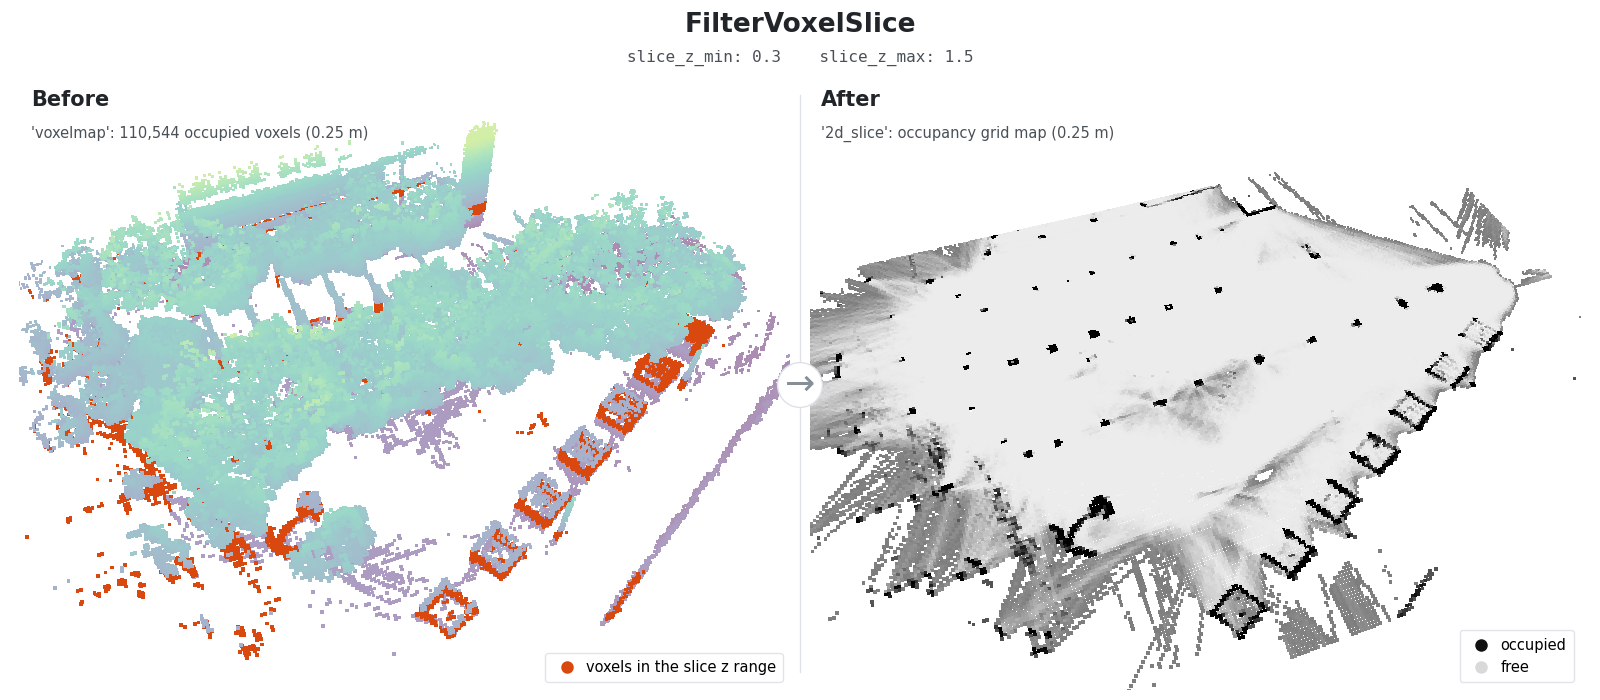 FilterVoxelSlice
slice_z_min: 0.3    slice_z_max: 1.5
Before
'voxelmap': 110,544 occupied voxels (0.25 m)
voxels in the slice z range
→
After
'2d_slice': occupancy grid map (0.25 m)
occupied
free